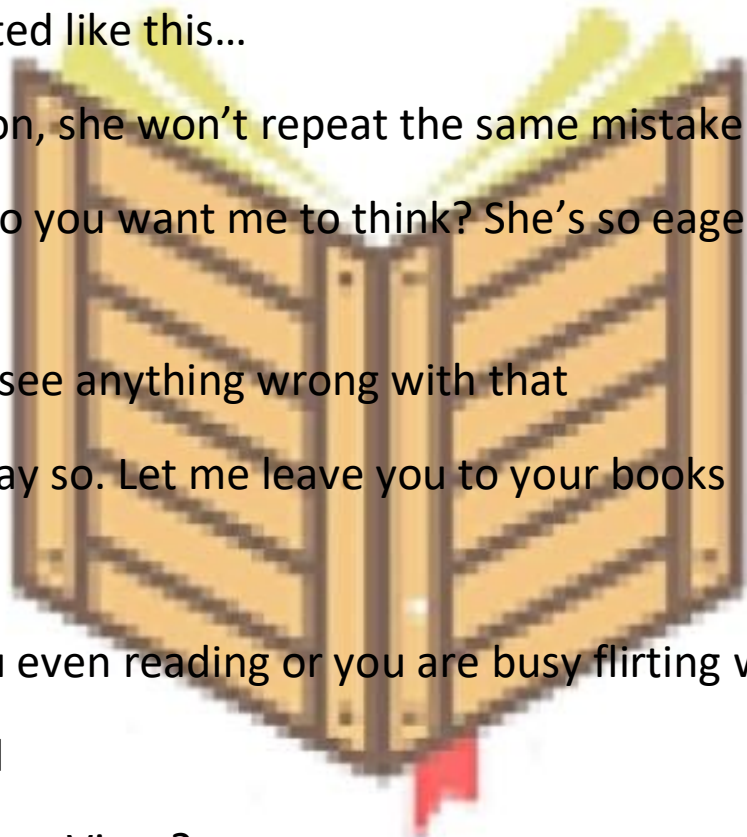 ted like this…
on, she won’t repeat the same mistake
o you want me to think? She’s so eage
see anything wrong with that
ay so. Let me leave you to your books
even reading or you are busy flirting